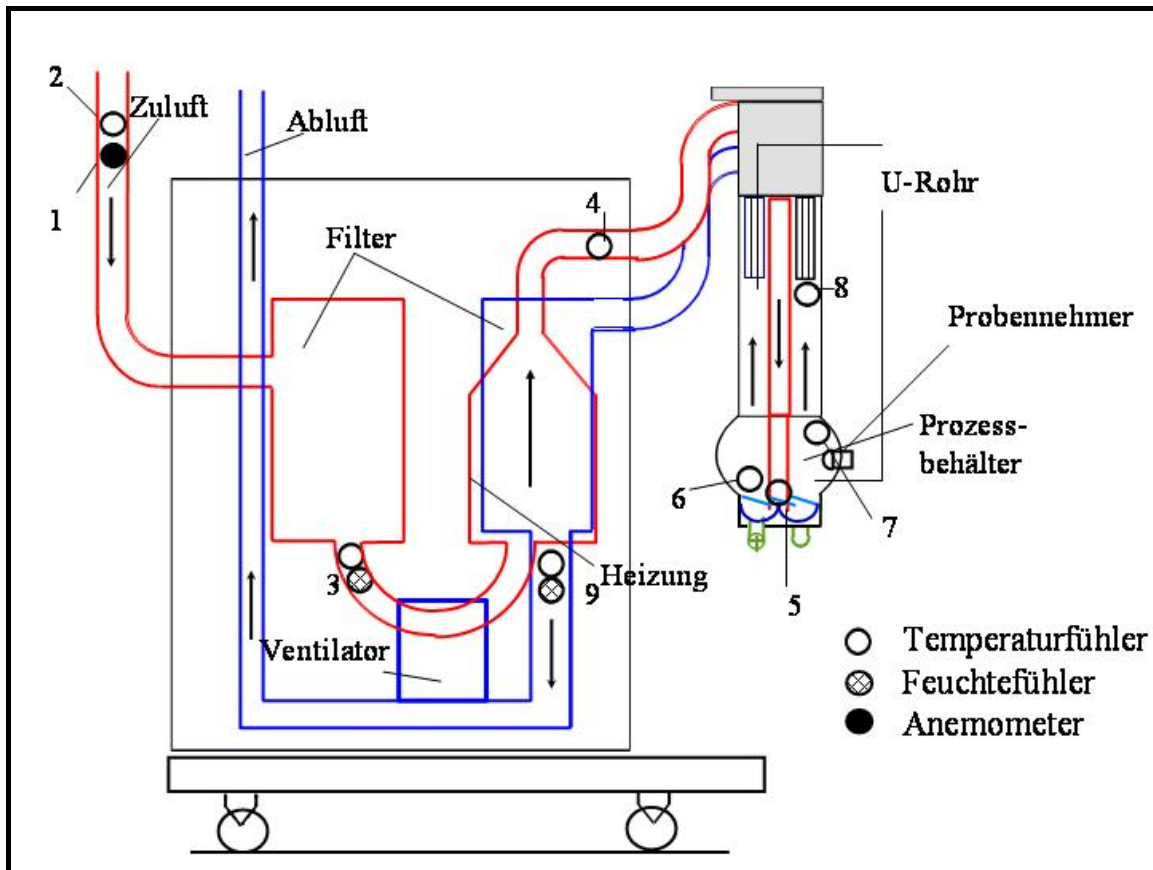 2
Zuluft
Abluft
1
4
U-Rohr
Filter
8
Probennehmer
Prozess-
behälter
6
7
3
9
Heizung
5
Ventilator
Temperaturfühler
Feuchtefühler
Anemometer